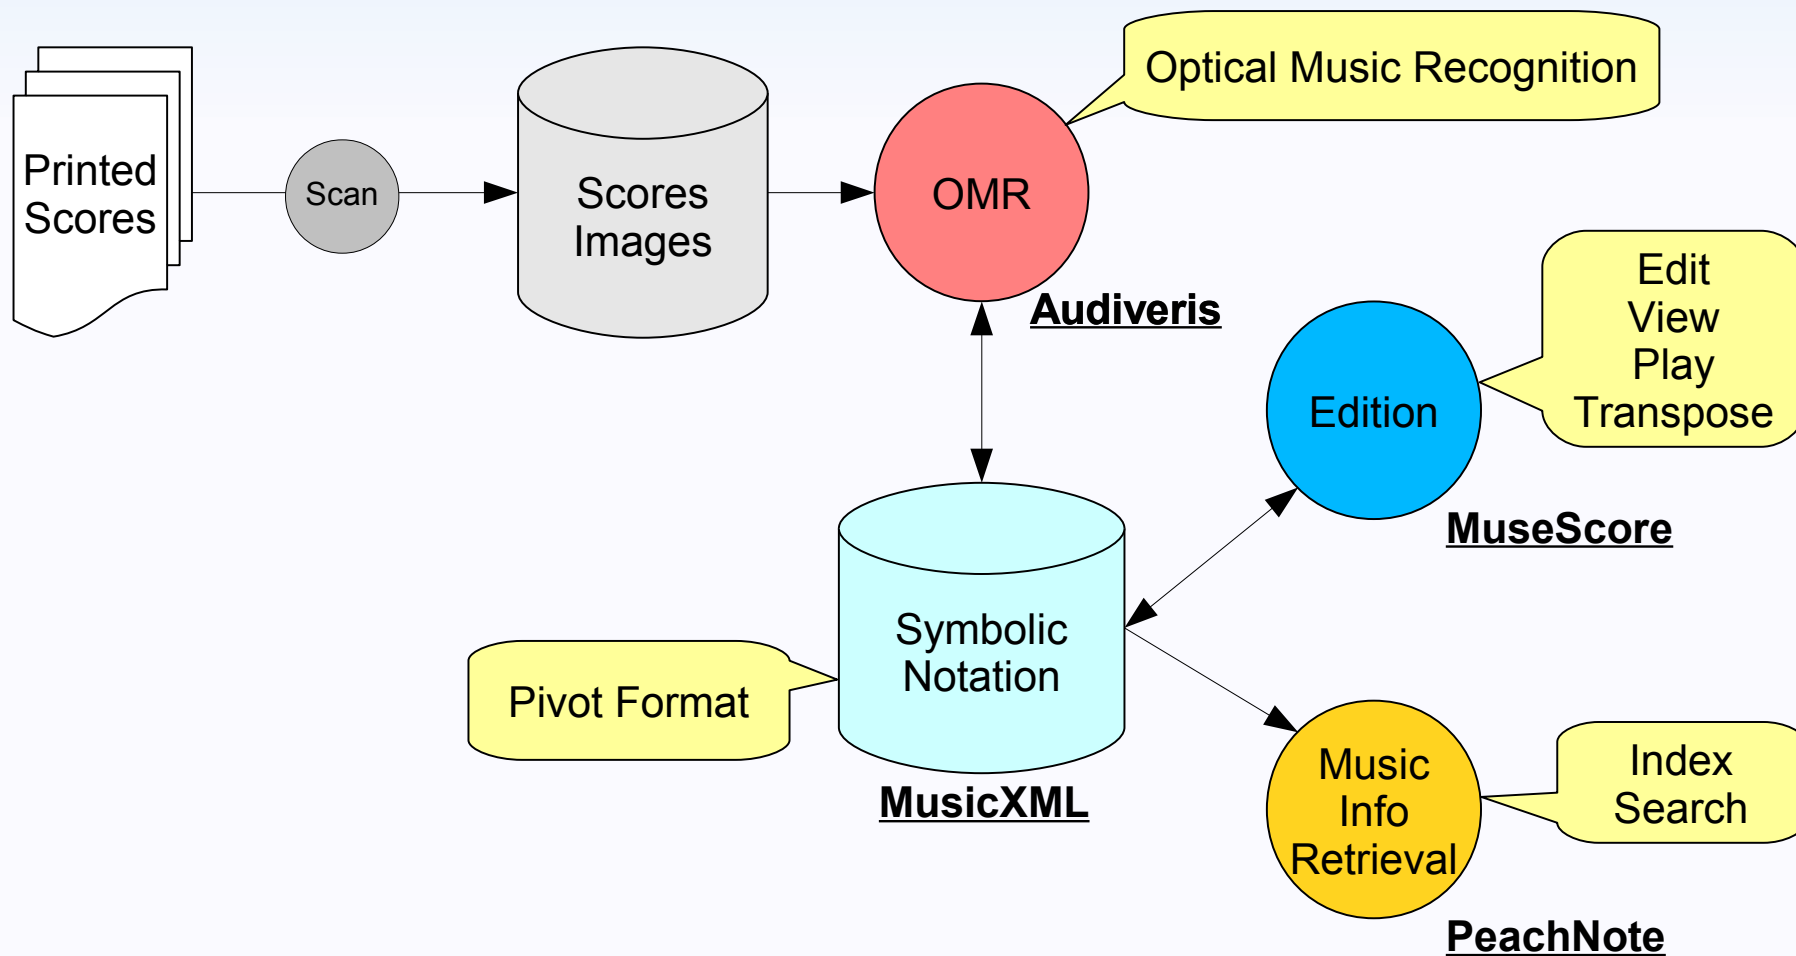 Optical Music Recognition
Printed
Scores
Scan
Scores
Images
OMR
Audiveris
Edit
View
Play
Transpose
Edition
MuseScore
Symbolic
Notation
Pivot Format
MusicXML
Music
Info
Retrieval
Index
Search
PeachNote